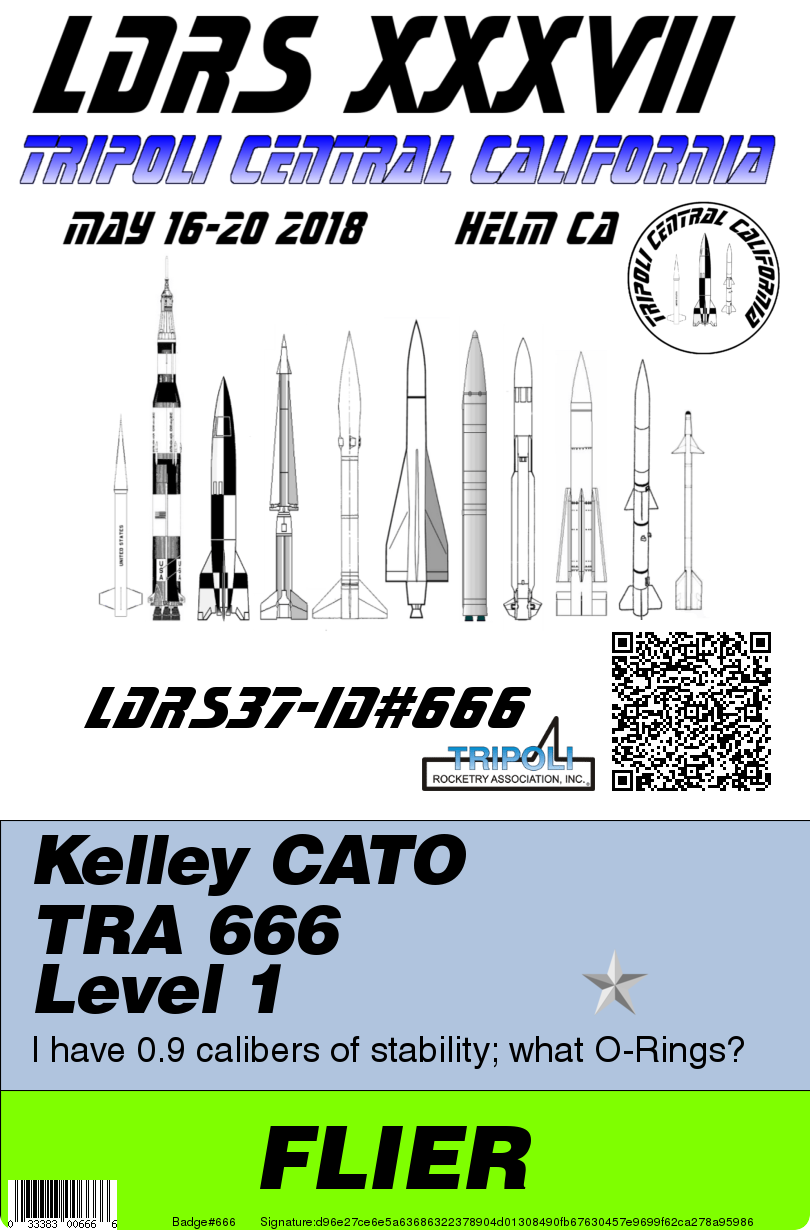 LDRS XXXVII
TRIPOLI CENTRAL CALIFORNIA
MAY 16-20 2018 HELM CA
TRIPOLI CENTRAL CALIFORNIA
UNITED STATES
USA
USA
LDRS37-ID#666
TRIPOLI
ROCKETRY ASSOCIATION, INC.
Kelley CATO
TRA 666
Level 1
I have 0.9 calibers of stability; what O-Rings?
FLIER
0 33383 00666 6
Badge#666 Signature:d96e27ce6e5a63686322378904d01308490fb67630457e9699f62ca278a95986